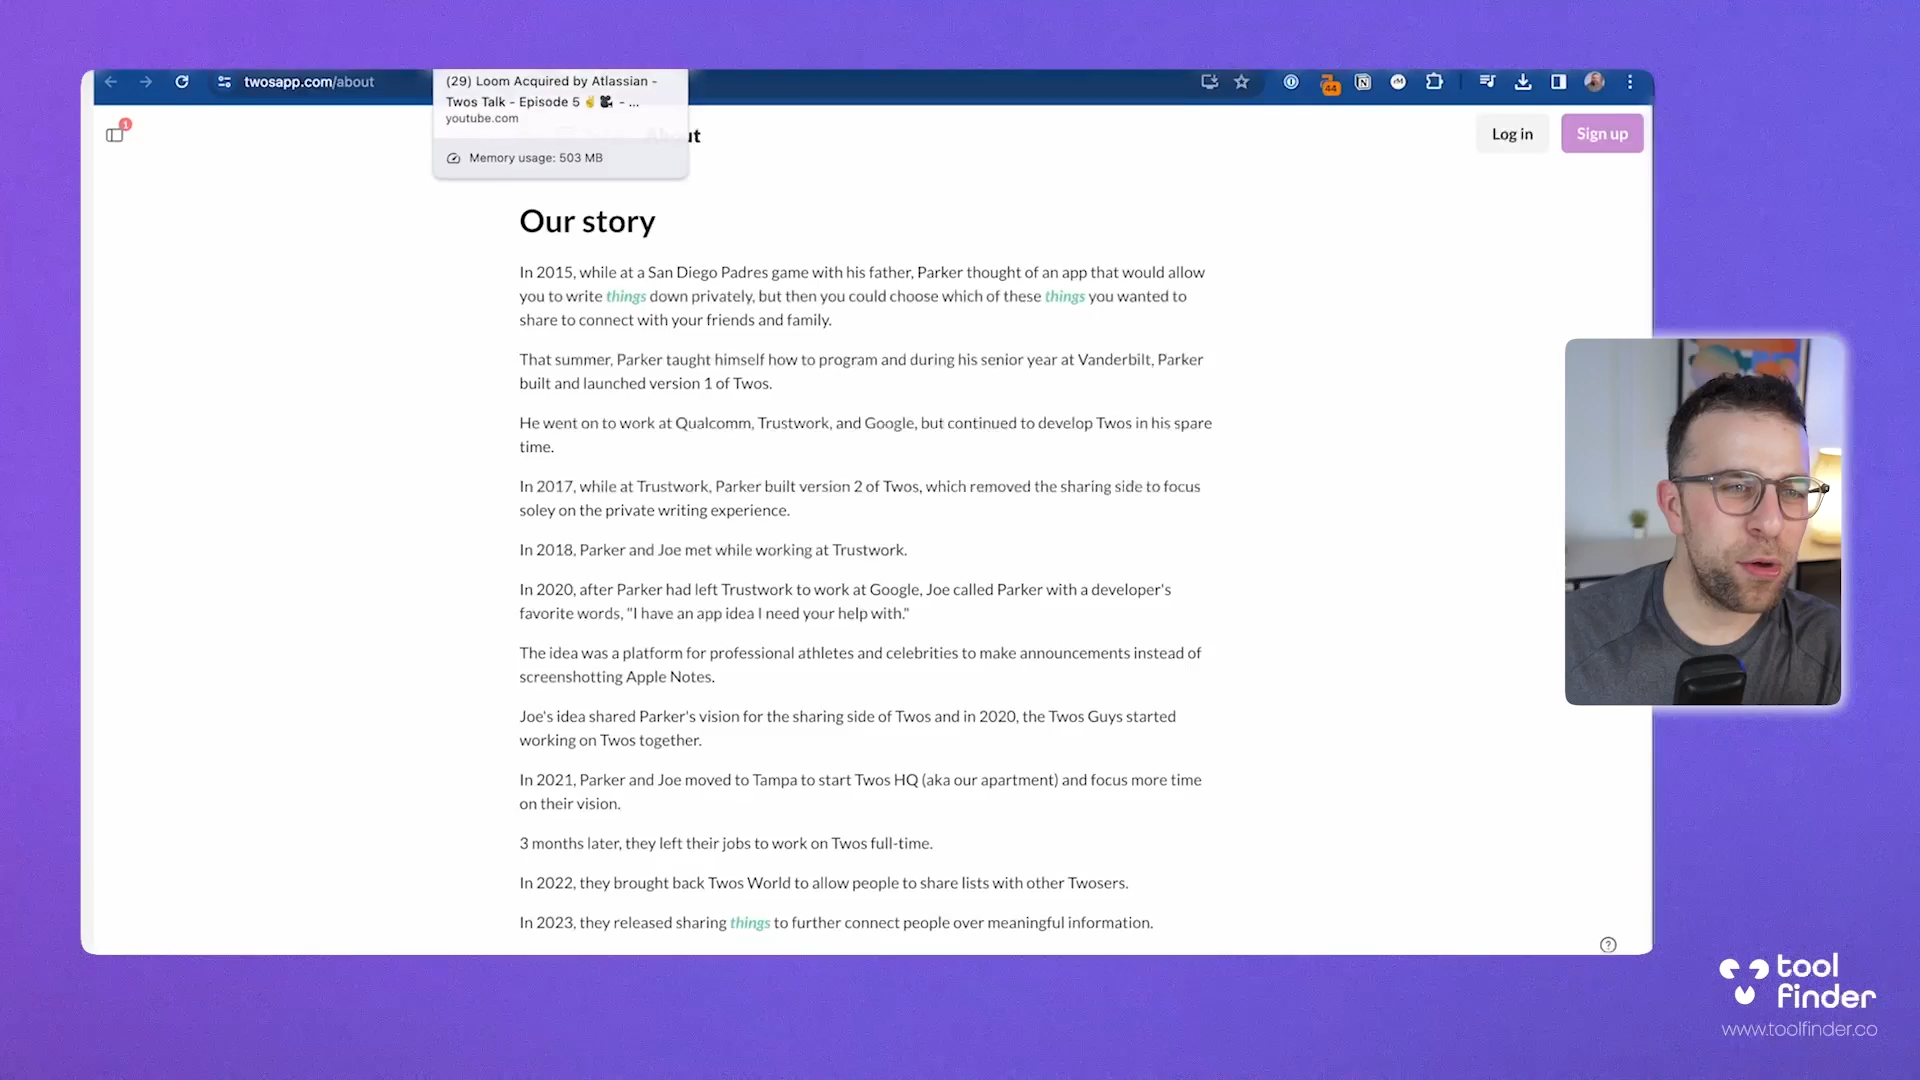 twosapp.com/about
(29) Loom Acquired by Atlassian -
Twos Talk - Episode 5 ✌️ 🎥 - ...
youtube.com
Memory usage: 503 MB
About
44
1
Log in
Sign up
Our story
In 2015, while at a San Diego Padres game with his father, Parker thought of an app that would allow
you to write things down privately, but then you could choose which of these things you wanted to
share to connect with your friends and family.
That summer, Parker taught himself how to program and during his senior year at Vanderbilt, Parker
built and launched version 1 of Twos.
He went on to work at Qualcomm, Trustwork, and Google, but continued to develop Twos in his spare
time.
In 2017, while at Trustwork, Parker built version 2 of Twos, which removed the sharing side to focus
soley on the private writing experience.
In 2018, Parker and Joe met while working at Trustwork.
In 2020, after Parker had left Trustwork to work at Google, Joe called Parker with a developer's
favorite words, "I have an app idea I need your help with."
The idea was a platform for professional athletes and celebrities to make announcements instead of
screenshotting Apple Notes.
Joe's idea shared Parker's vision for the sharing side of Twos and in 2020, the Twos Guys started
working on Twos together.
In 2021, Parker and Joe moved to Tampa to start Twos HQ (aka our apartment) and focus more time
on their vision.
3 months later, they left their jobs to work on Twos full-time.
In 2022, they brought back Twos World to allow people to share lists with other Twosers.
In 2023, they released sharing things to further connect people over meaningful information.
?
tool
finder
www.toolfinder.co